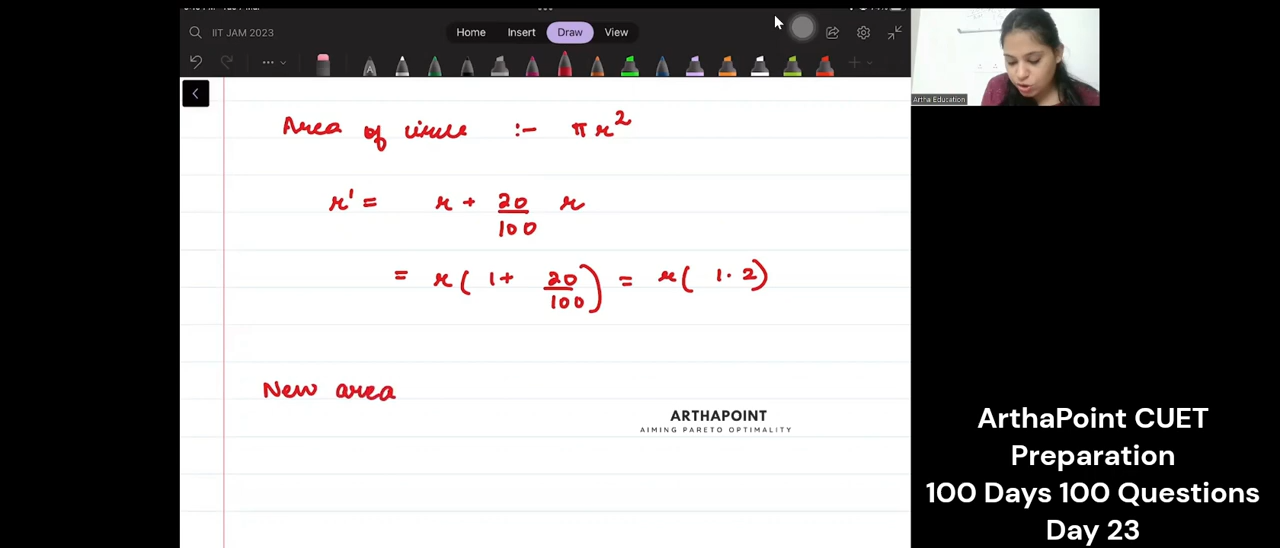 IIT JAM 2023
Home Insert Draw View
Area of circle :- πr²
r' = r + 20/100 r
= r ( 1 + 20/100 ) = r ( 1.2 )
New area
ARTHAPOINT
AIMING PARETO OPTIMALITY
Artha Education
ArthaPoint CUET
Preparation
100 Days 100 Questions
Day 23